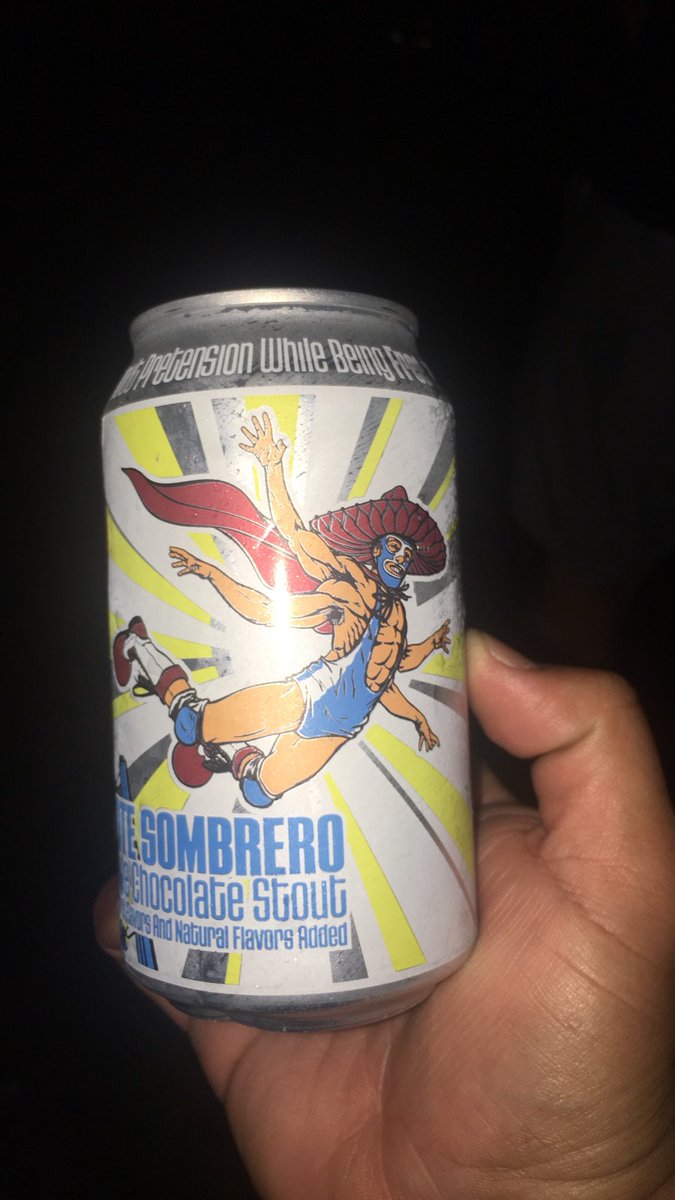 Pretension While Being Fr
SOMBRERO
Chocolate Stout
And Natural Flavors Added